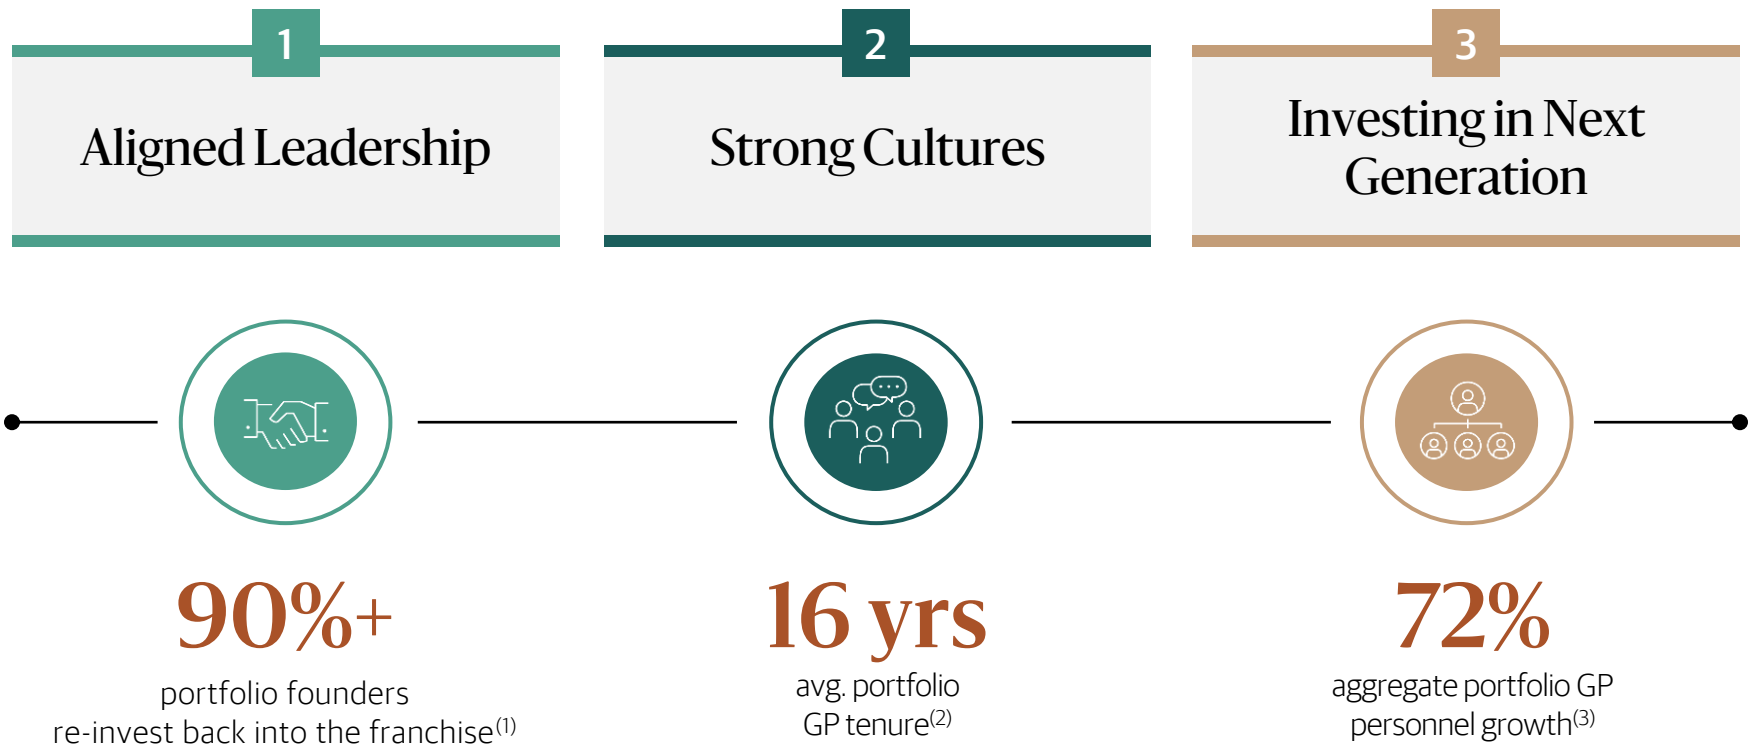 1
Aligned Leadership
2
Strong Cultures
3
Investing in Next
Generation
90%+
portfolio founders
re-invest back into the franchise(1)
16 yrs
avg. portfolio
GP tenure(2)
72%
aggregate portfolio GP
personnel growth(3)